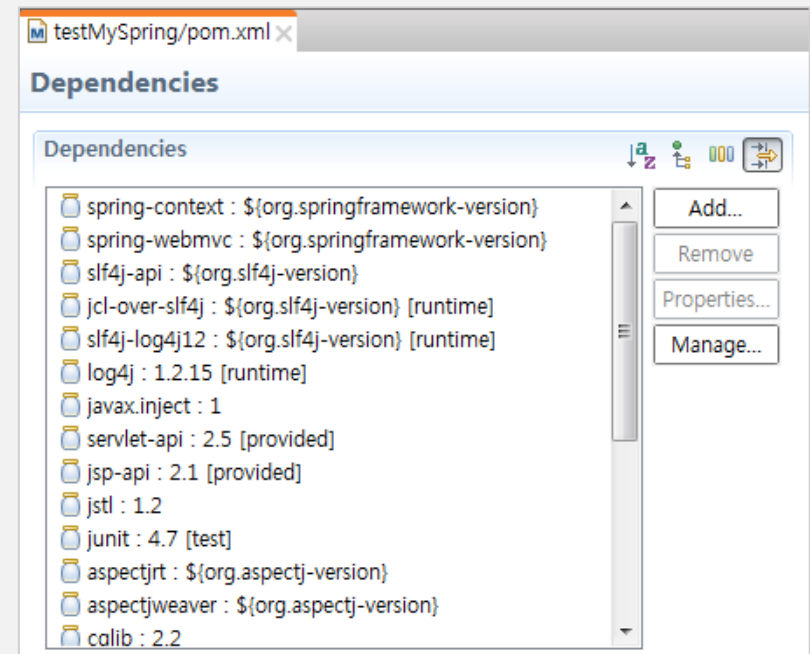 testMySpring/pom.xml
Dependencies
Dependencies
spring-context : ${org.springframework-version}
spring-webmvc : ${org.springframework-version}
slf4j-api : ${org.slf4j-version}
jcl-over-slf4j : ${org.slf4j-version} [runtime]
slf4j-log4j12 : ${org.slf4j-version} [runtime]
log4j : 1.2.15 [runtime]
javax.inject : 1
servlet-api : 2.5 [provided]
jsp-api : 2.1 [provided]
jstl : 1.2
junit : 4.7 [test]
aspectjrt : ${org.aspectj-version}
aspectjweaver : ${org.aspectj-version}
cglib : 2.2
Add...
Remove
Properties...
Manage...